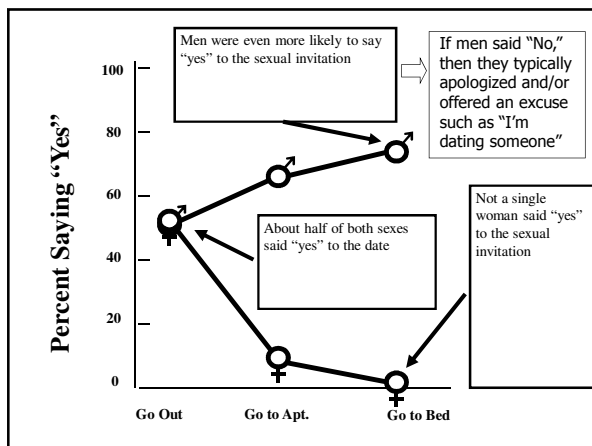 Men were even more likely to say
“yes” to the sexual invitation
If men said “No,”
then they typically
apologized and/or
offered an excuse
such as “I’m
dating someone”
Percent Saying “Yes”
100
80
60
40
20
0
About half of both sexes
said “yes” to the date
Not a single
woman said “yes”
to the sexual
invitation
Go Out
Go to Apt.
Go to Bed